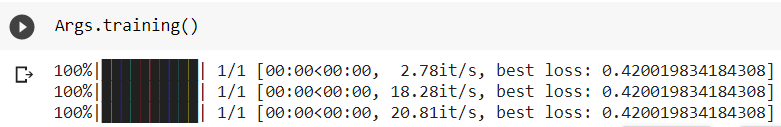 Args.training()
100%|██████████| 1/1 [00:00<00:00,  2.78it/s, best loss: 0.420019834184308]
100%|██████████| 1/1 [00:00<00:00, 18.28it/s, best loss: 0.420019834184308]
100%|██████████| 1/1 [00:00<00:00, 20.81it/s, best loss: 0.420019834184308]